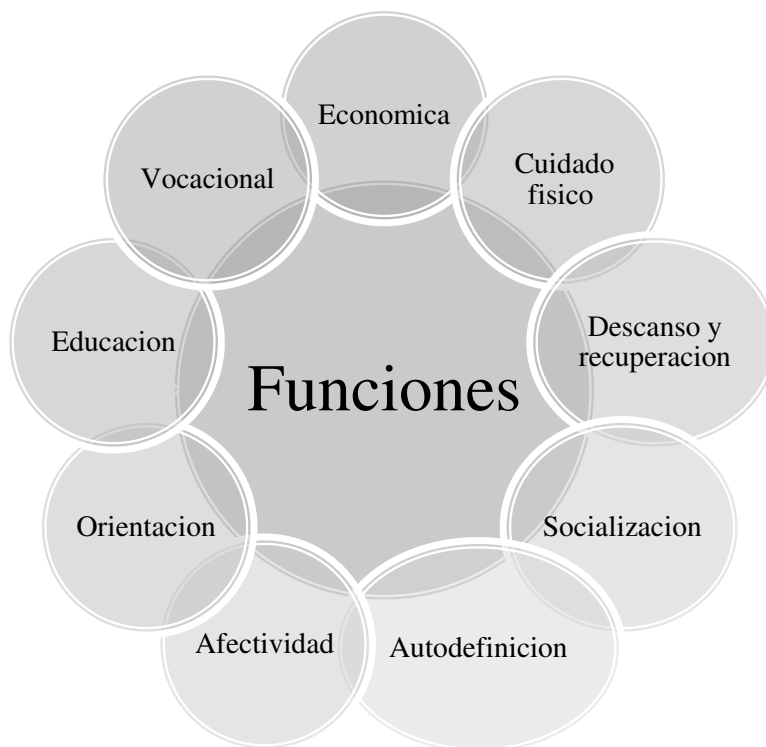 Economica
Cuidado
fisico
Descanso y
recuperacion
Socializacion
Autodefinicion
Afectividad
Orientacion
Educacion
Vocacional
Funciones